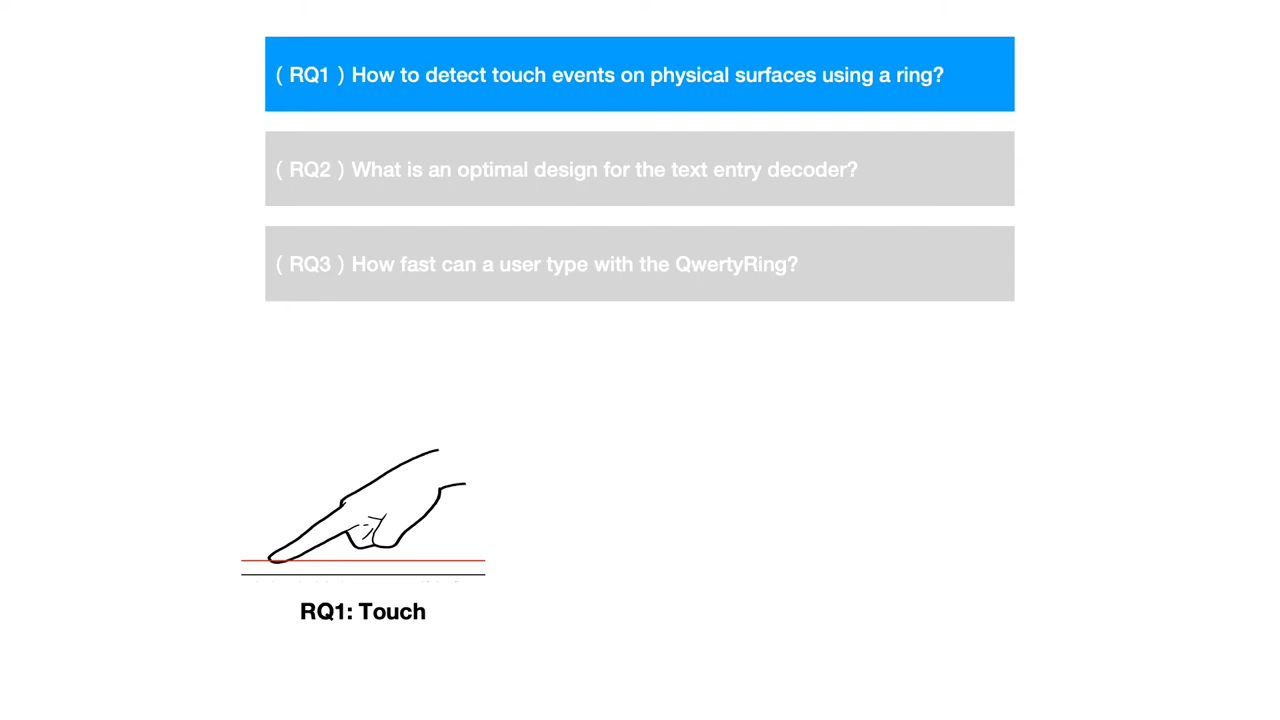 ( RQ1 ) How to detect touch events on physical surfaces using a ring?
( RQ2 ) What is an optimal design for the text entry decoder?
( RQ3 ) How fast can a user type with the QwertyRing?
RQ1: Touch